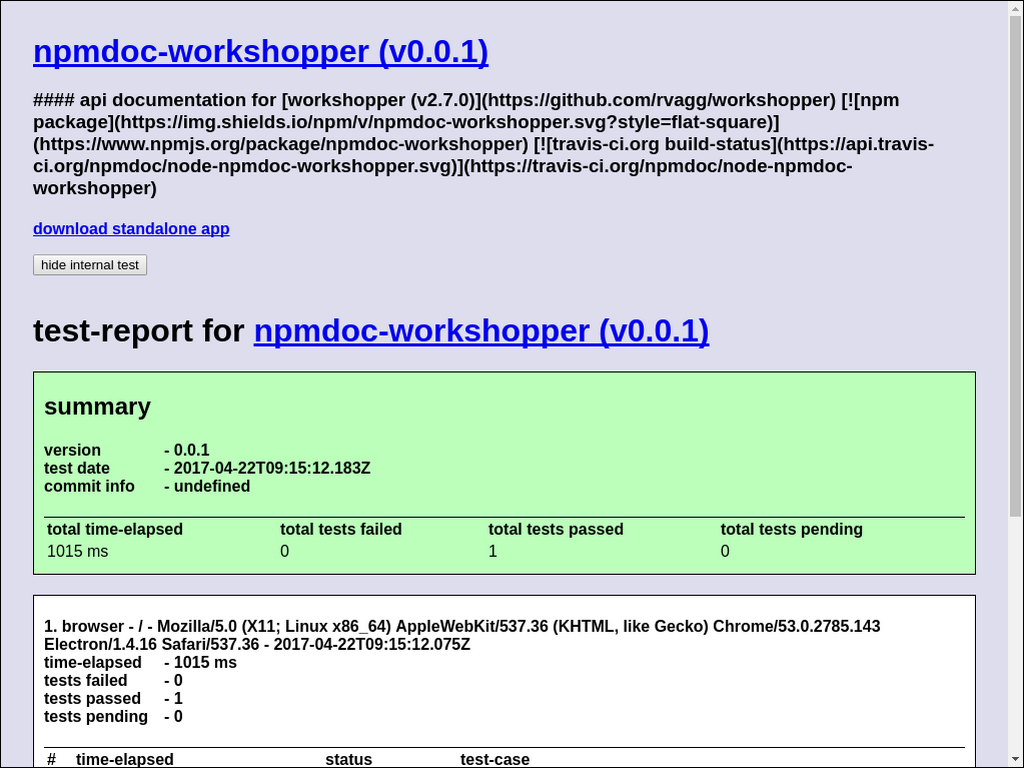 npmdoc-workshopper (v0.0.1)
#### api documentation for [workshopper (v2.7.0)](https://github.com/rvagg/workshopper) [![npm
package](https://img.shields.io/npm/v/npmdoc-workshopper.svg?style=flat-square)]
(https://www.npmjs.org/package/npmdoc-workshopper) [![travis-ci.org build-status](https://api.travis-
ci.org/npmdoc/node-npmdoc-workshopper.svg)](https://travis-ci.org/npmdoc/node-npmdoc-
workshopper)
download standalone app
hide internal test
test-report for npmdoc-workshopper (v0.0.1)
summary
version - 0.0.1
test date - 2017-04-22T09:15:12.183Z
commit info - undefined
total time-elapsed total tests failed total tests passed total tests pending
1015 ms 0 1 0
1. browser - / - Mozilla/5.0 (X11; Linux x86_64) AppleWebKit/537.36 (KHTML, like Gecko) Chrome/53.0.2785.143
Electron/1.4.16 Safari/537.36 - 2017-04-22T09:15:12.075Z
time-elapsed - 1015 ms
tests failed - 0
tests passed - 1
tests pending - 0
# time-elapsed status test-case